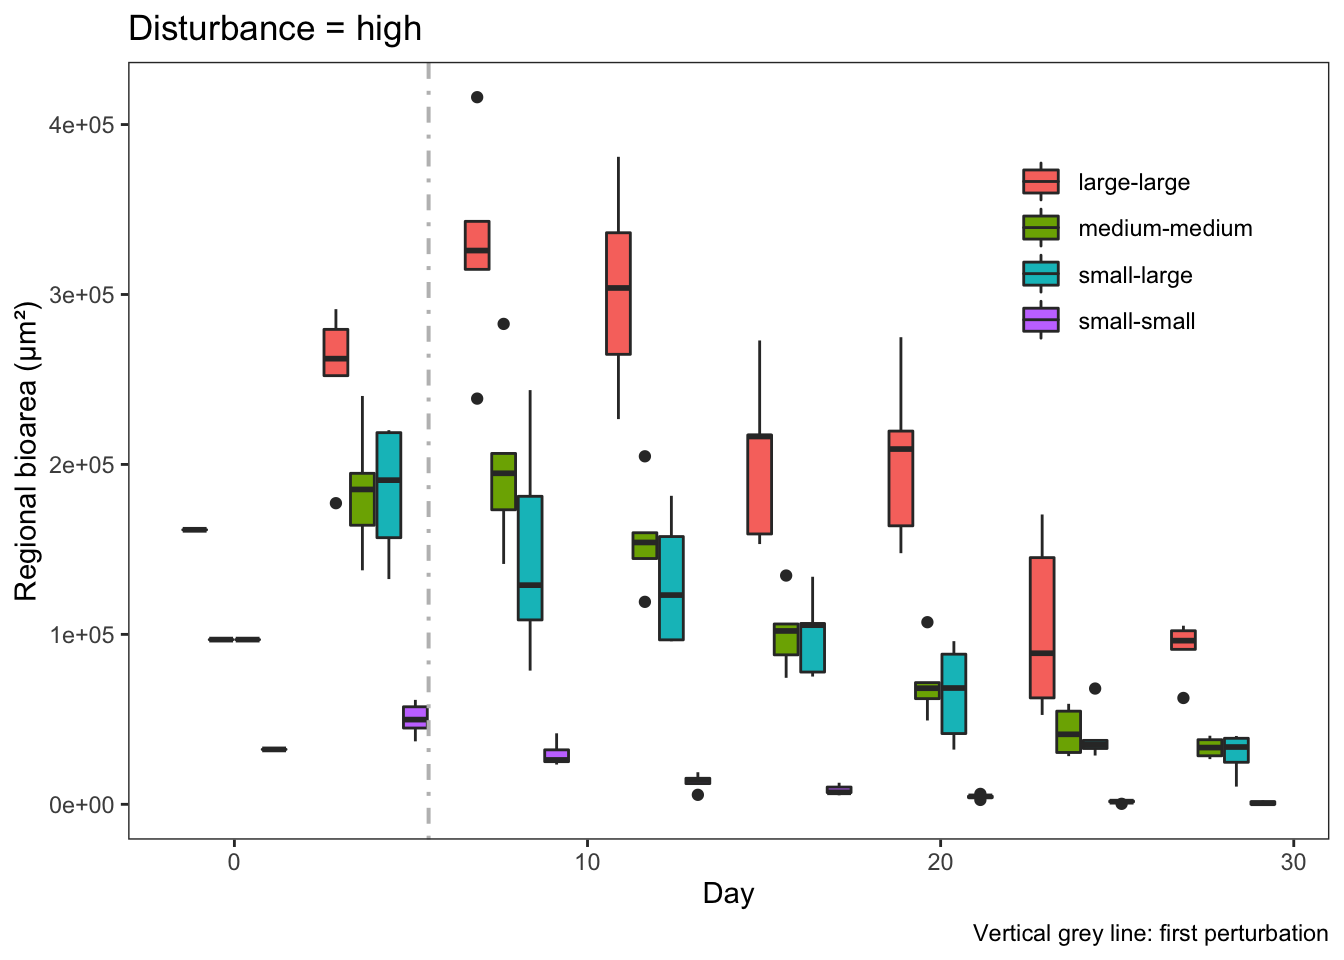 Disturbance = high
4e+05
3e+05
2e+05
1e+05
0e+00
Regional bioarea (µm²)
large-large
medium-medium
small-large
small-small
0
10
20
30
Day
Vertical grey line: first perturbation